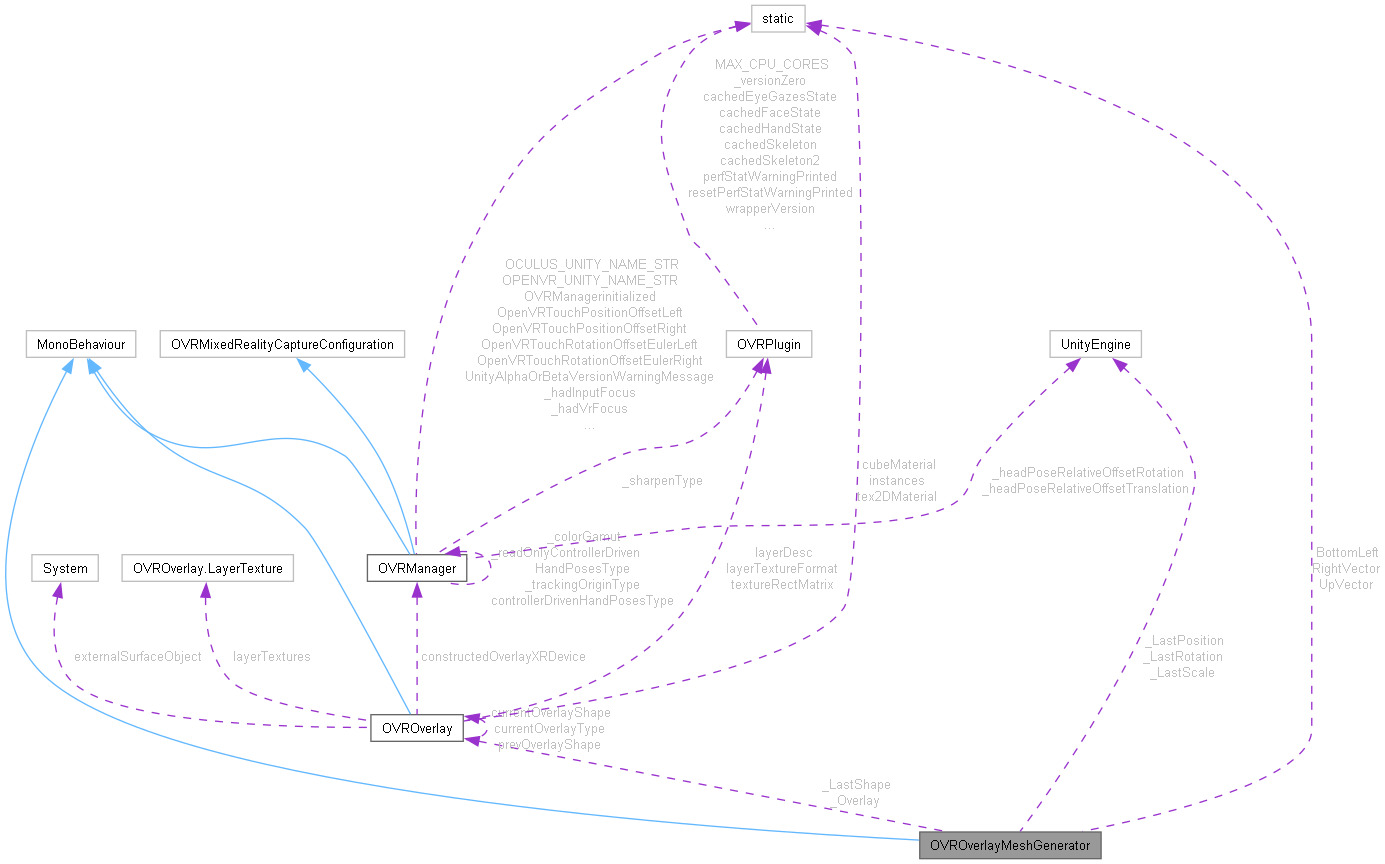 static
MAX_CPU_CORES
_versionZero
cachedEyeGazesState
cachedFaceState
cachedHandState
cachedSkeleton
cachedSkeleton2
perfStatWarningPrinted
resetPerfStatWarningPrinted
wrapperVersion
...
OCULUS_UNITY_NAME_STR
OPENVR_UNITY_NAME_STR
OVRManagerinitialized
OpenVRTouchPositionOffsetLeft
OpenVRTouchPositionOffsetRight
OpenVRTouchRotationOffsetEulerLeft
OpenVRTouchRotationOffsetEulerRight
UnityAlphaOrBetaVersionWarningMessage
_hadInputFocus
_hadVrFocus
...
MonoBehaviour
OVRMixedRealityCaptureConfiguration
OVRPlugin
UnityEngine
_sharpenType
cubeMaterial
instances
tex2DMaterial
_headPoseRelativeOffsetRotation
_headPoseRelativeOffsetTranslation
System
OVROverlay.LayerTexture
OVRManager
_colorGamut
_readOnlyControllerDriven
HandPosesType
_trackingOriginType
controllerDrivenHandPosesType
layerDesc
layerTextureFormat
textureRectMatrix
BottomLeft
RightVector
UpVector
externalSurfaceObject
layerTextures
constructedOverlayXRDevice
_LastPosition
_LastRotation
_LastScale
OVROverlay
currentOverlayShape
currentOverlayType
prevOverlayShape
_LastShape
_Overlay
OVROverlayMeshGenerator